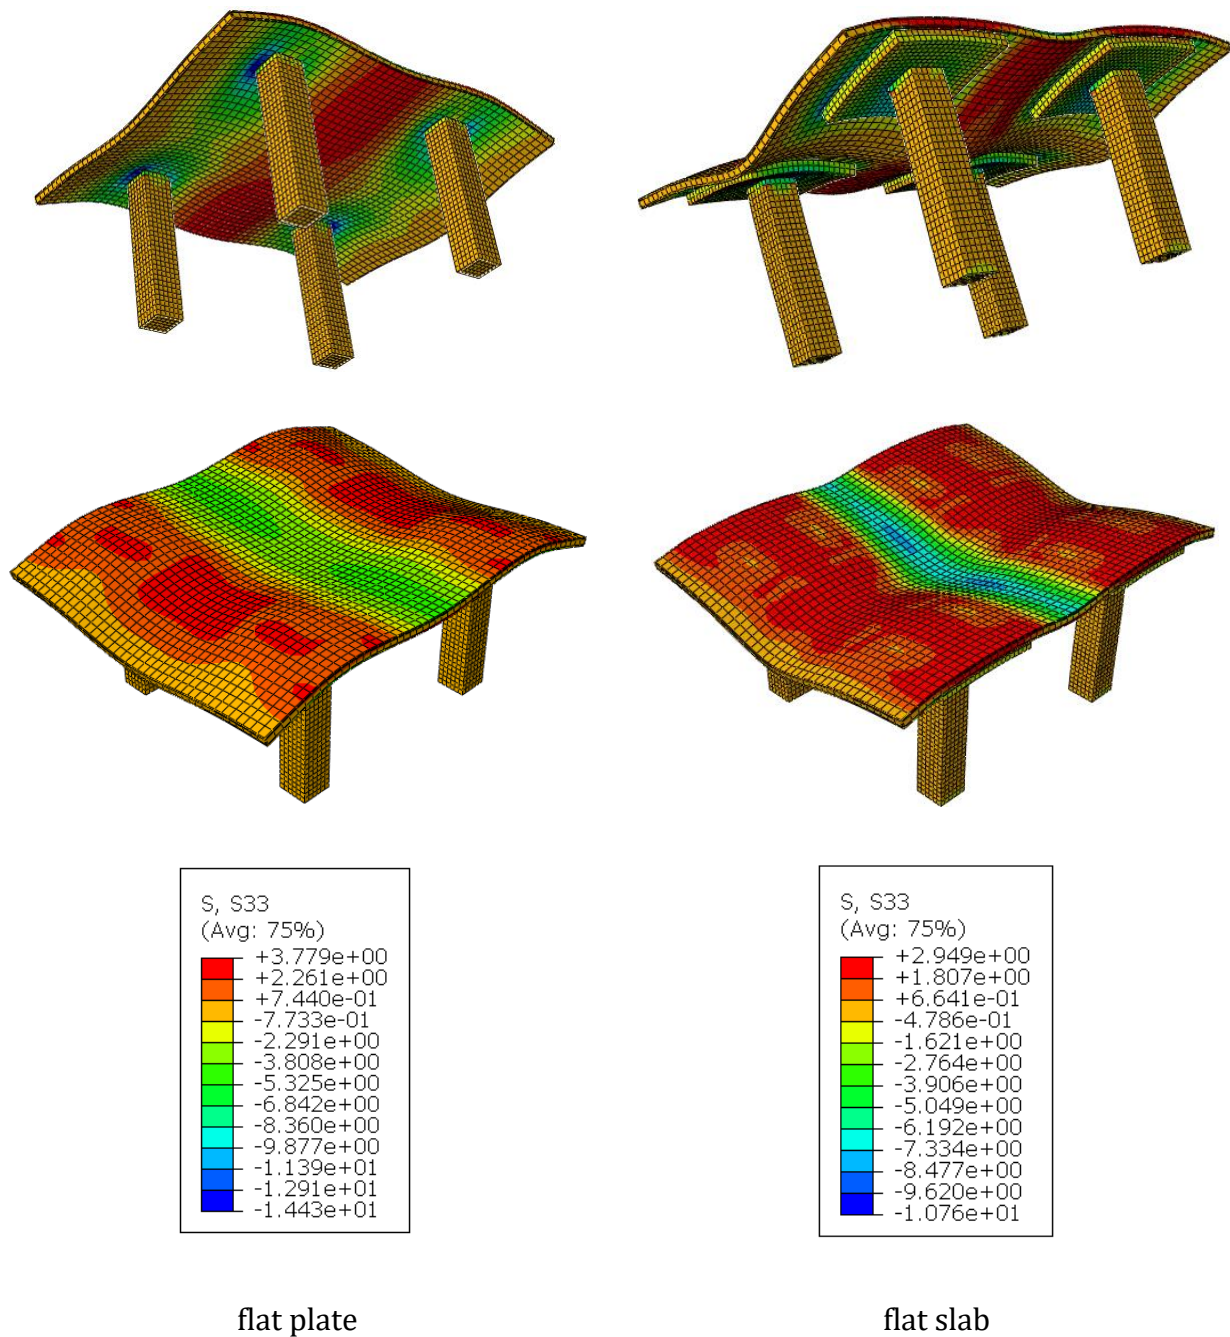 S, S33
(Avg: 75%)
+3.779e+00
+2.261e+00
+7.440e-01
-7.733e-01
-2.291e+00
-3.808e+00
-5.325e+00
-6.842e+00
-8.360e+00
-9.877e+00
-1.139e+01
-1.291e+01
-1.443e+01
S, S33
(Avg: 75%)
+2.949e+00
+1.807e+00
+6.641e-01
-4.786e-01
-1.621e+00
-2.764e+00
-3.906e+00
-5.049e+00
-6.192e+00
-7.334e+00
-8.477e+00
-9.620e+00
-1.076e+01
flat plate
flat slab